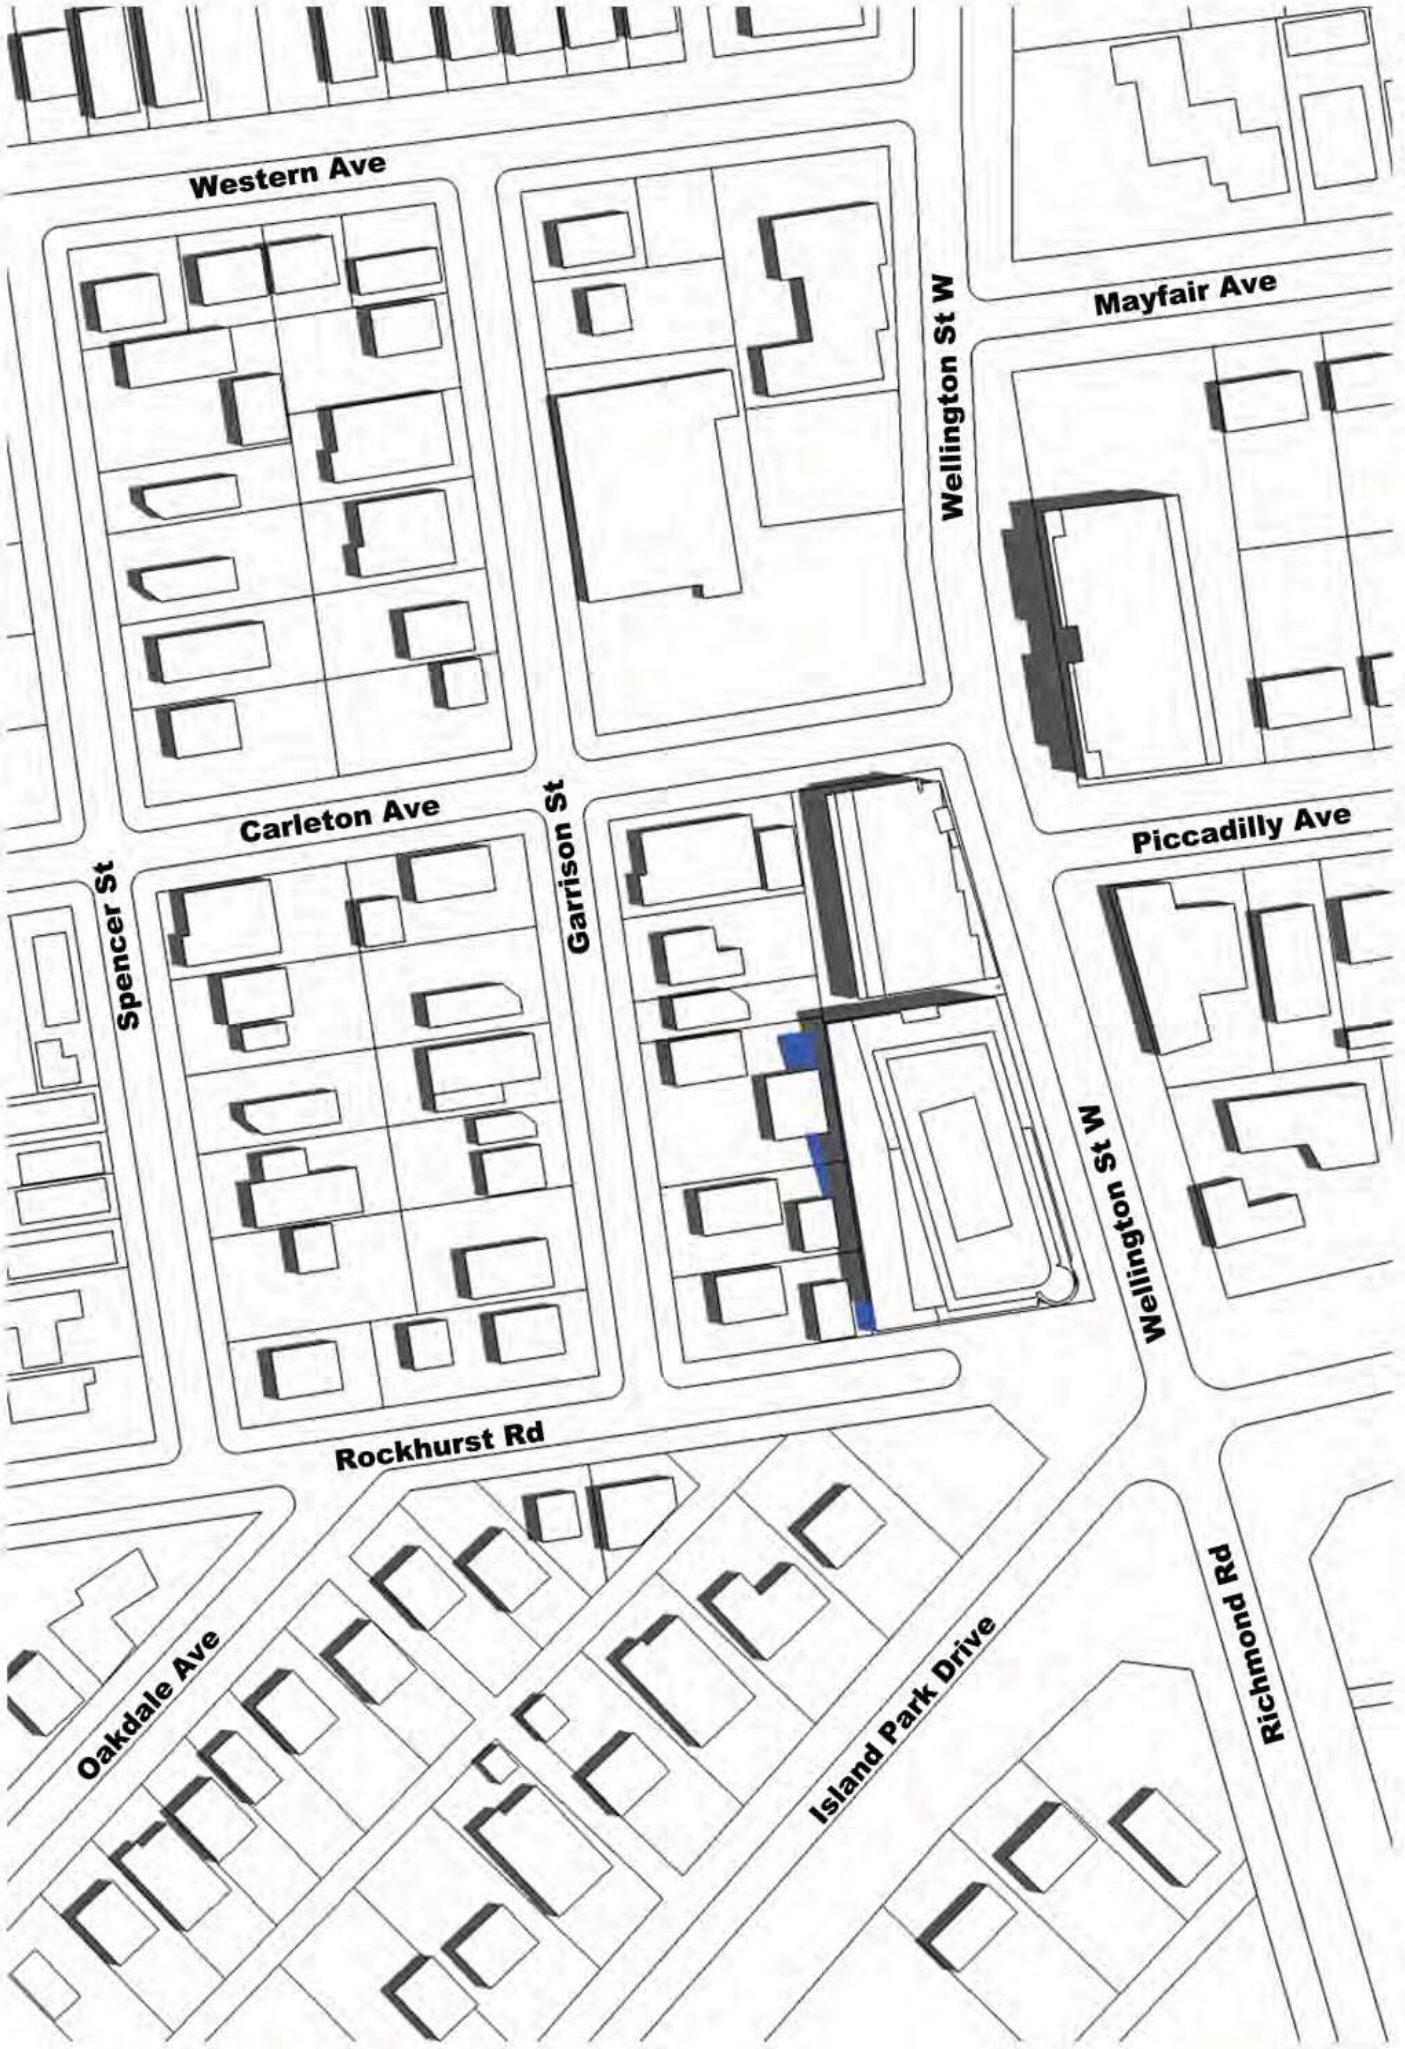 Western Ave
Mayfair Ave
Wellington St W
Carleton Ave
Garrison St
Piccadilly Ave
Spencer St
Wellington St W
Rockhurst Rd
Oakdale Ave
Island Park Drive
Richmond Rd